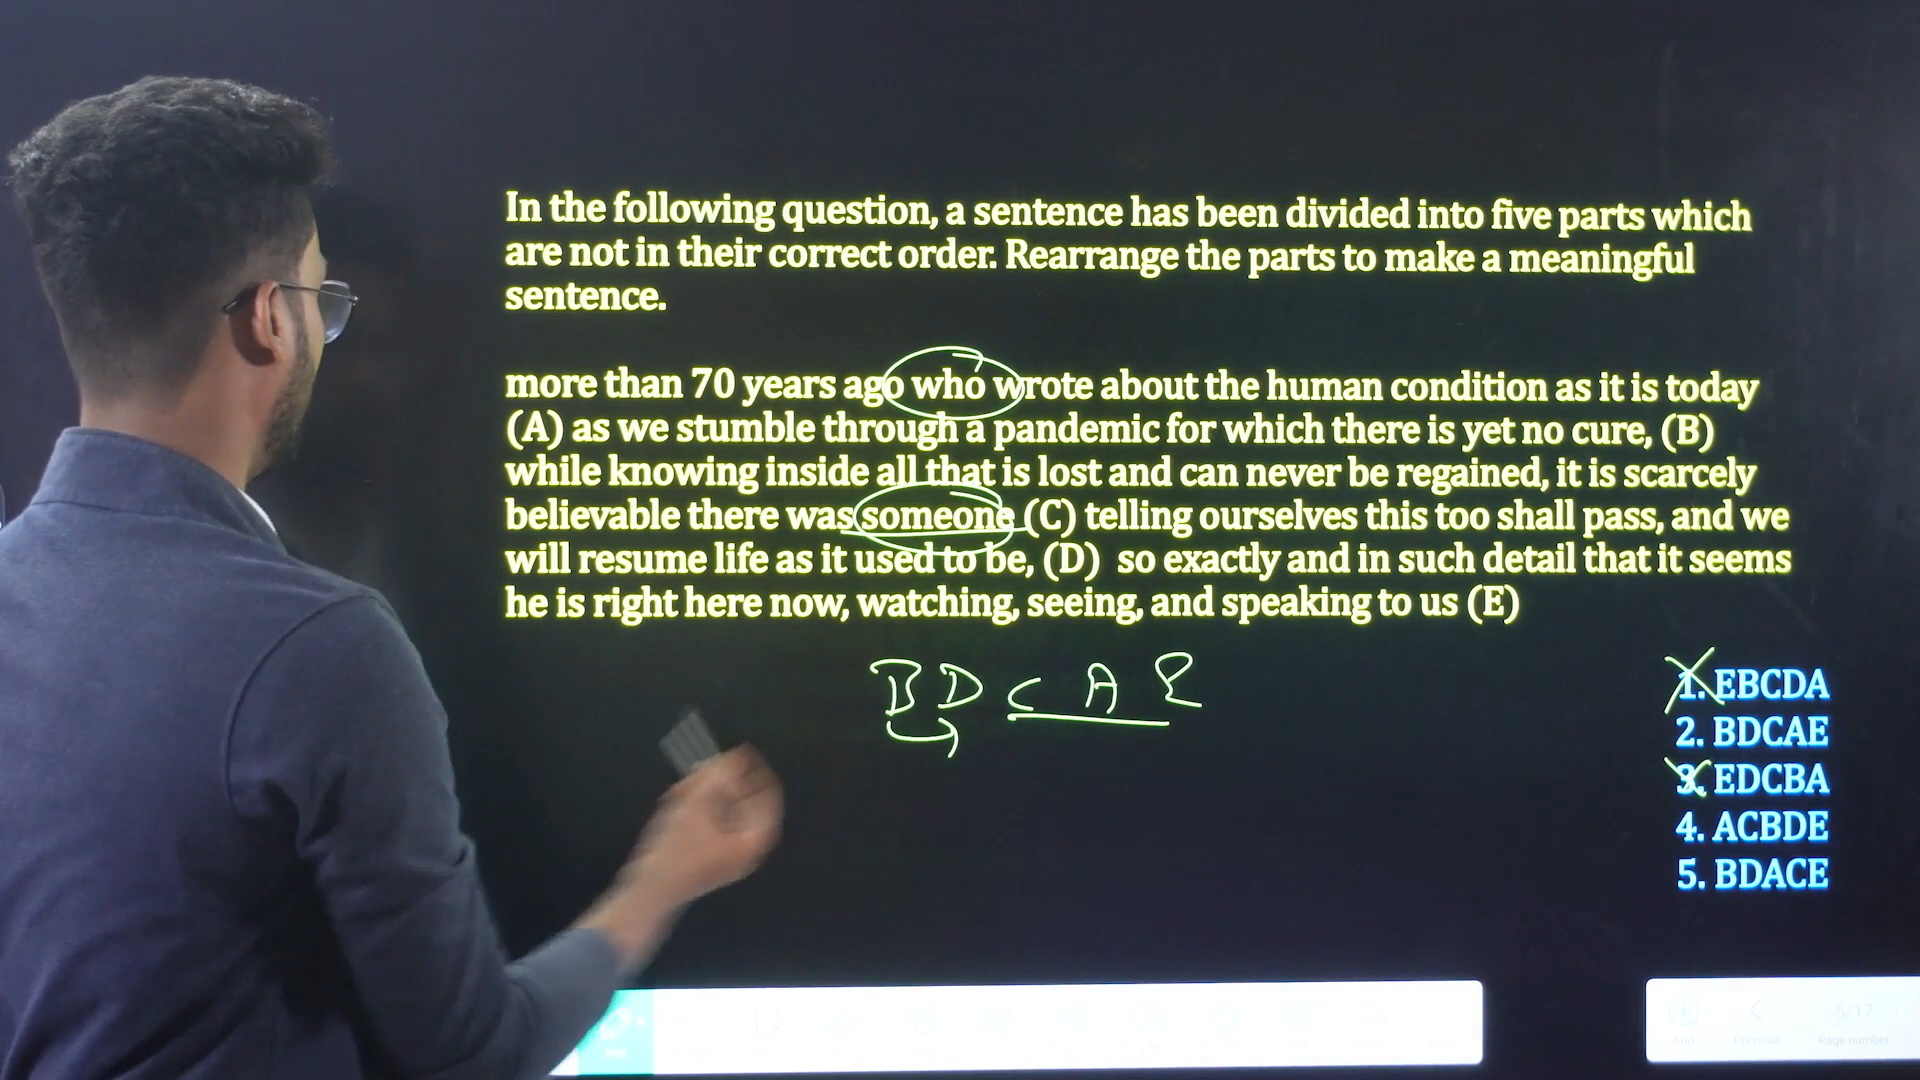 In the following question, a sentence has been divided into five parts which
are not in their correct order. Rearrange the parts to make a meaningful
sentence.
more than 70 years ago who wrote about the human condition as it is today
(A) as we stumble through a pandemic for which there is yet no cure, (B)
while knowing inside all that is lost and can never be regained, it is scarcely
believable there was someone (C) telling ourselves this too shall pass, and we
will resume life as it used to be, (D) so exactly and in such detail that it seems
he is right here now, watching, seeing, and speaking to us (E)
B D C A E
1. EBCDA
2. BDCAE
3. EDCBA
4. ACBDE
5. BDACE
5/17
Add Previous Page number